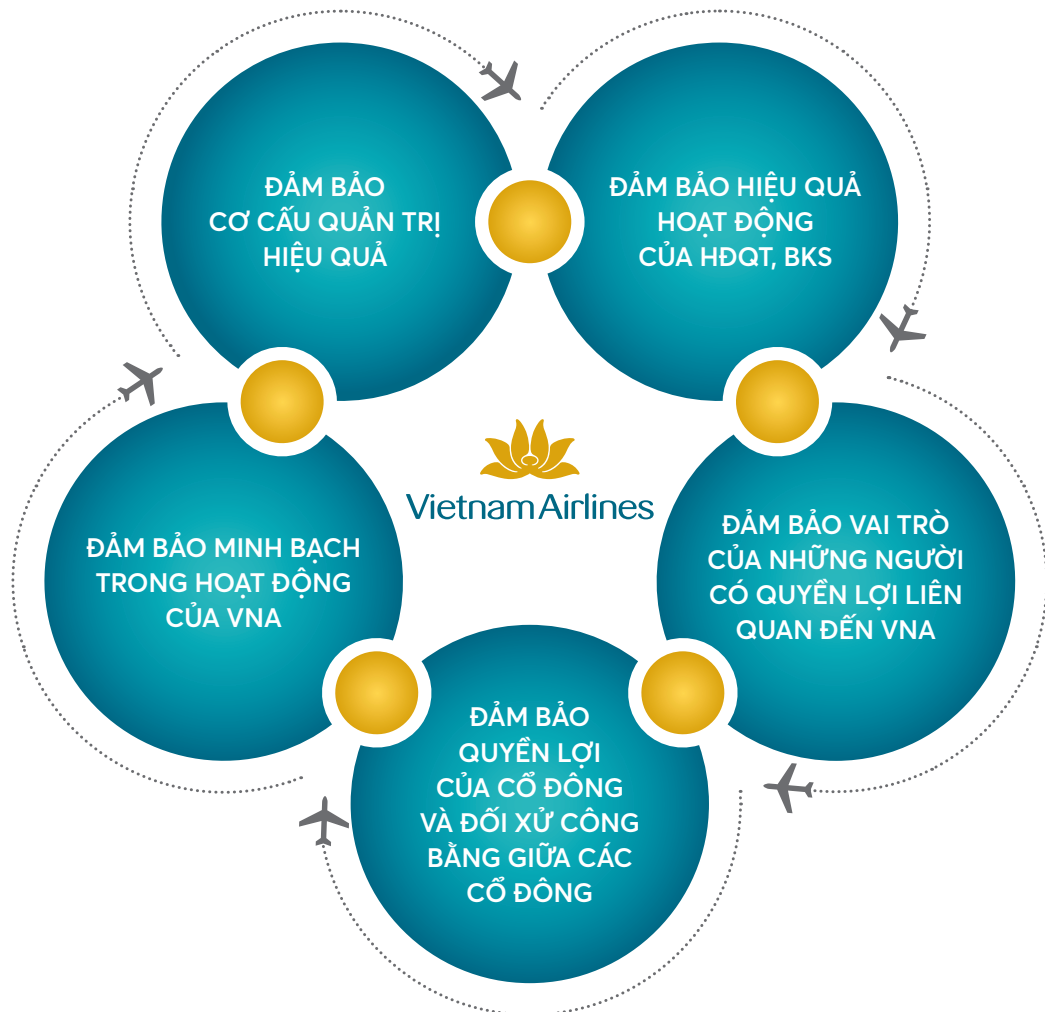 ĐẢM BẢO
CƠ CẤU QUẢN TRỊ
HIỆU QUẢ
ĐẢM BẢO HIỆU QUẢ
HOẠT ĐỘNG
CỦA HĐQT, BKS
Vietnam Airlines
ĐẢM BẢO MINH BẠCH
TRONG HOẠT ĐỘNG
CỦA VNA
ĐẢM BẢO VAI TRÒ
CỦA NHỮNG NGƯỜI
CÓ QUYỀN LỢI LIÊN
QUAN ĐẾN VNA
ĐẢM BẢO
QUYỀN LỢI
CỦA CỔ ĐÔNG
VÀ ĐỐI XỬ CÔNG
BẰNG GIỮA CÁC
CỔ ĐÔNG